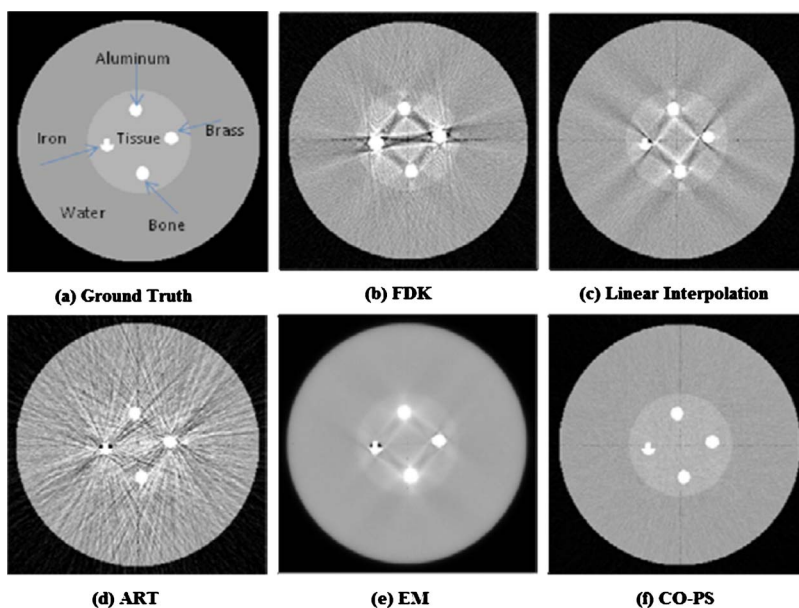 Aluminum
Iron
Tissue
Brass
Water
Bone
(a) Ground Truth
(b) FDK
(c) Linear Interpolation
(d) ART
(e) EM
(f) CO-PS